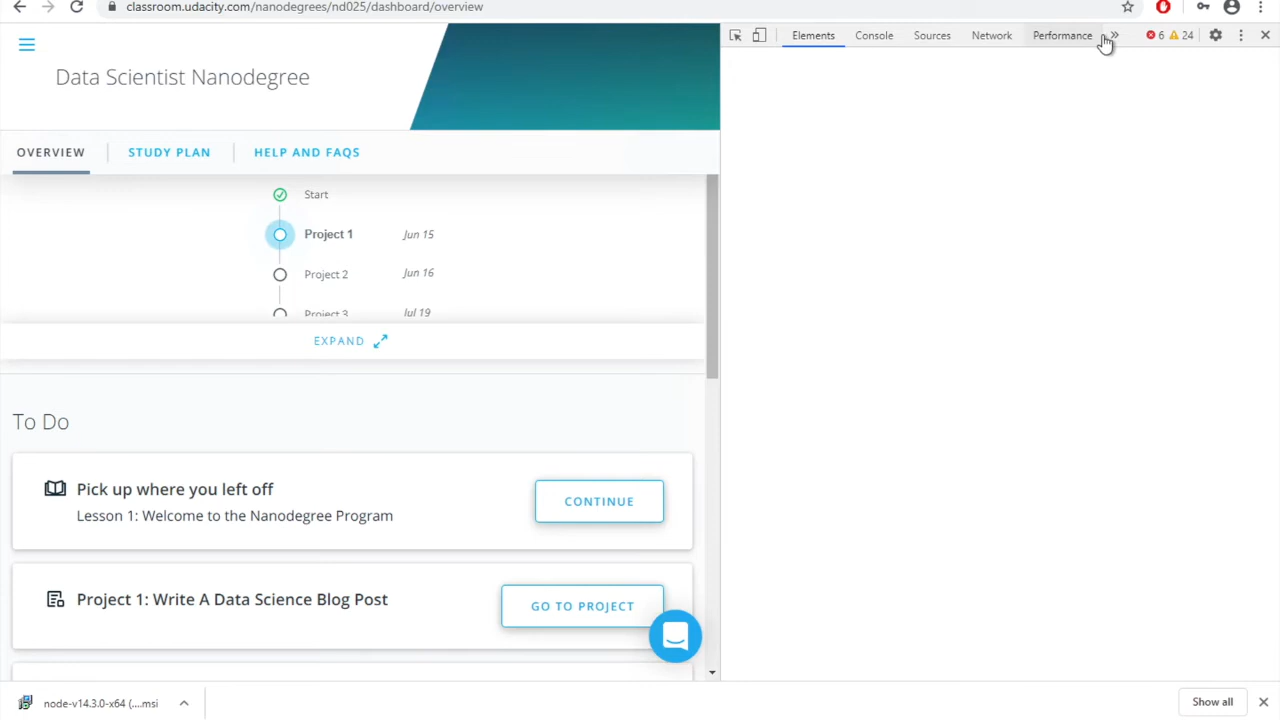 classroom.udacity.com/nanodegrees/nd025/dashboard/overview
Elements Console Sources Network Performance » 6 24
Data Scientist Nanodegree
OVERVIEW STUDY PLAN HELP AND FAQS
Start
Project 1 Jun 15
Project 2 Jun 16
Project 3 Jul 19
EXPAND
To Do
Pick up where you left off
Lesson 1: Welcome to the Nanodegree Program
CONTINUE
Project 1: Write A Data Science Blog Post
GO TO PROJECT
node-v14.3.0-x64 (....msi
Show all